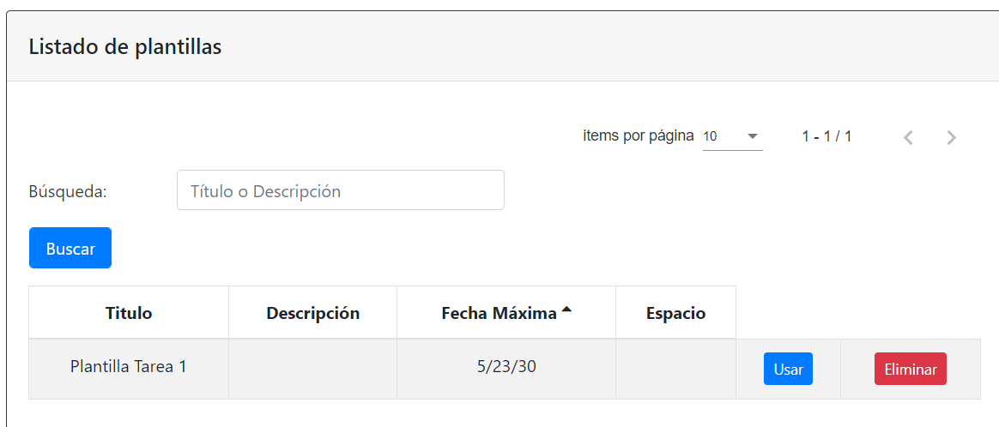 Listado de plantillas
items por página 10 1 - 1 / 1
Búsqueda: Título o Descripción
Buscar
Titulo Descripción Fecha Máxima Espacio
Plantilla Tarea 1 5/23/30 Usar Eliminar